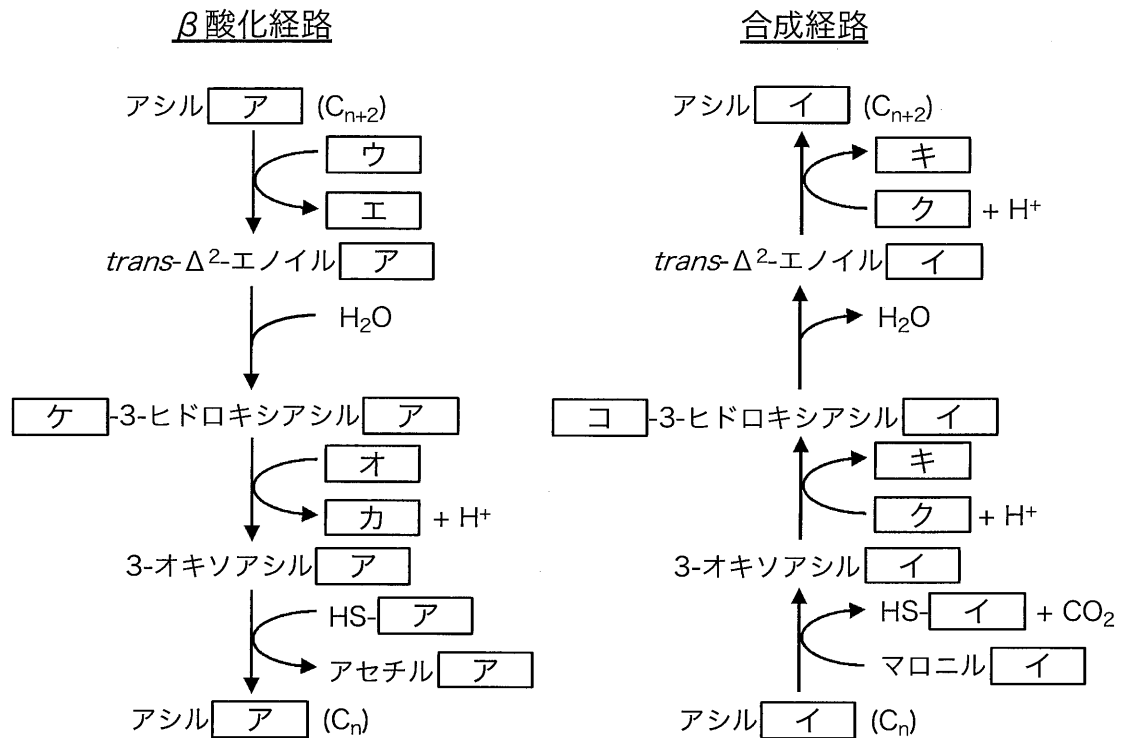 β酸化経路
アシル ア (Cn+2)
ウ
エ
trans-Δ²-エノイル ア
H₂O
ケ -3-ヒドロキシアシル ア
オ
カ + H⁺
3-オキソアシル ア
HS- ア
アセチル ア
アシル ア (Cn)
合成経路
アシル イ (Cn+2)
キ
ク + H⁺
trans-Δ²-エノイル イ
H₂O
コ -3-ヒドロキシアシル イ
キ
ク + H⁺
3-オキソアシル イ
HS- イ + CO₂
マロニル イ
アシル イ (Cn)